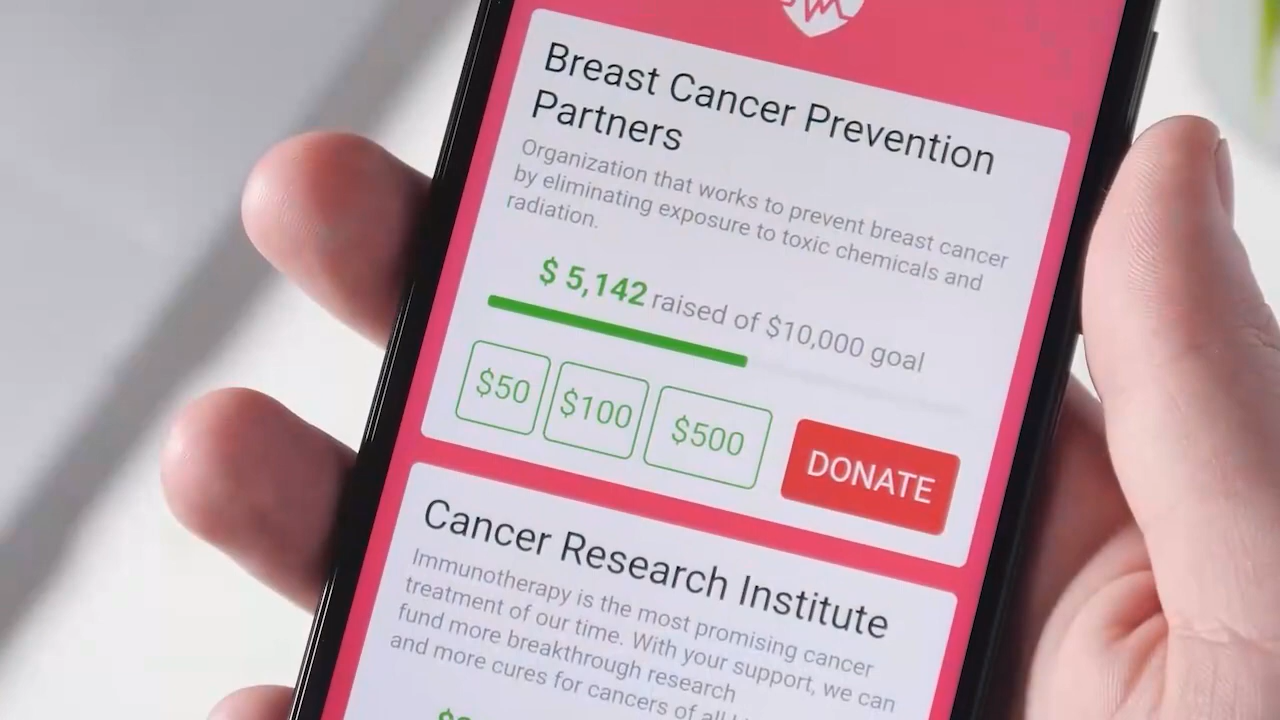 Breast Cancer Prevention
Partners
Organization that works to prevent breast cancer
by eliminating exposure to toxic chemicals and
radiation.
$ 5,142 raised of $10,000 goal
$50 $100 $500 DONATE
Cancer Research Institute
Immunotherapy is the most promising cancer
treatment of our time. With your support, we can
fund more breakthrough research
and more cures for cancers of all